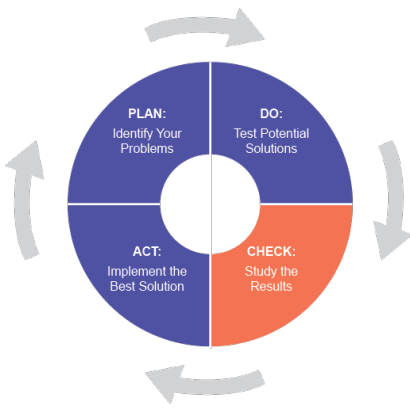 PLAN:
Identify Your
Problems
DO:
Test Potential
Solutions
ACT:
Implement the
Best Solution
CHECK:
Study the
Results